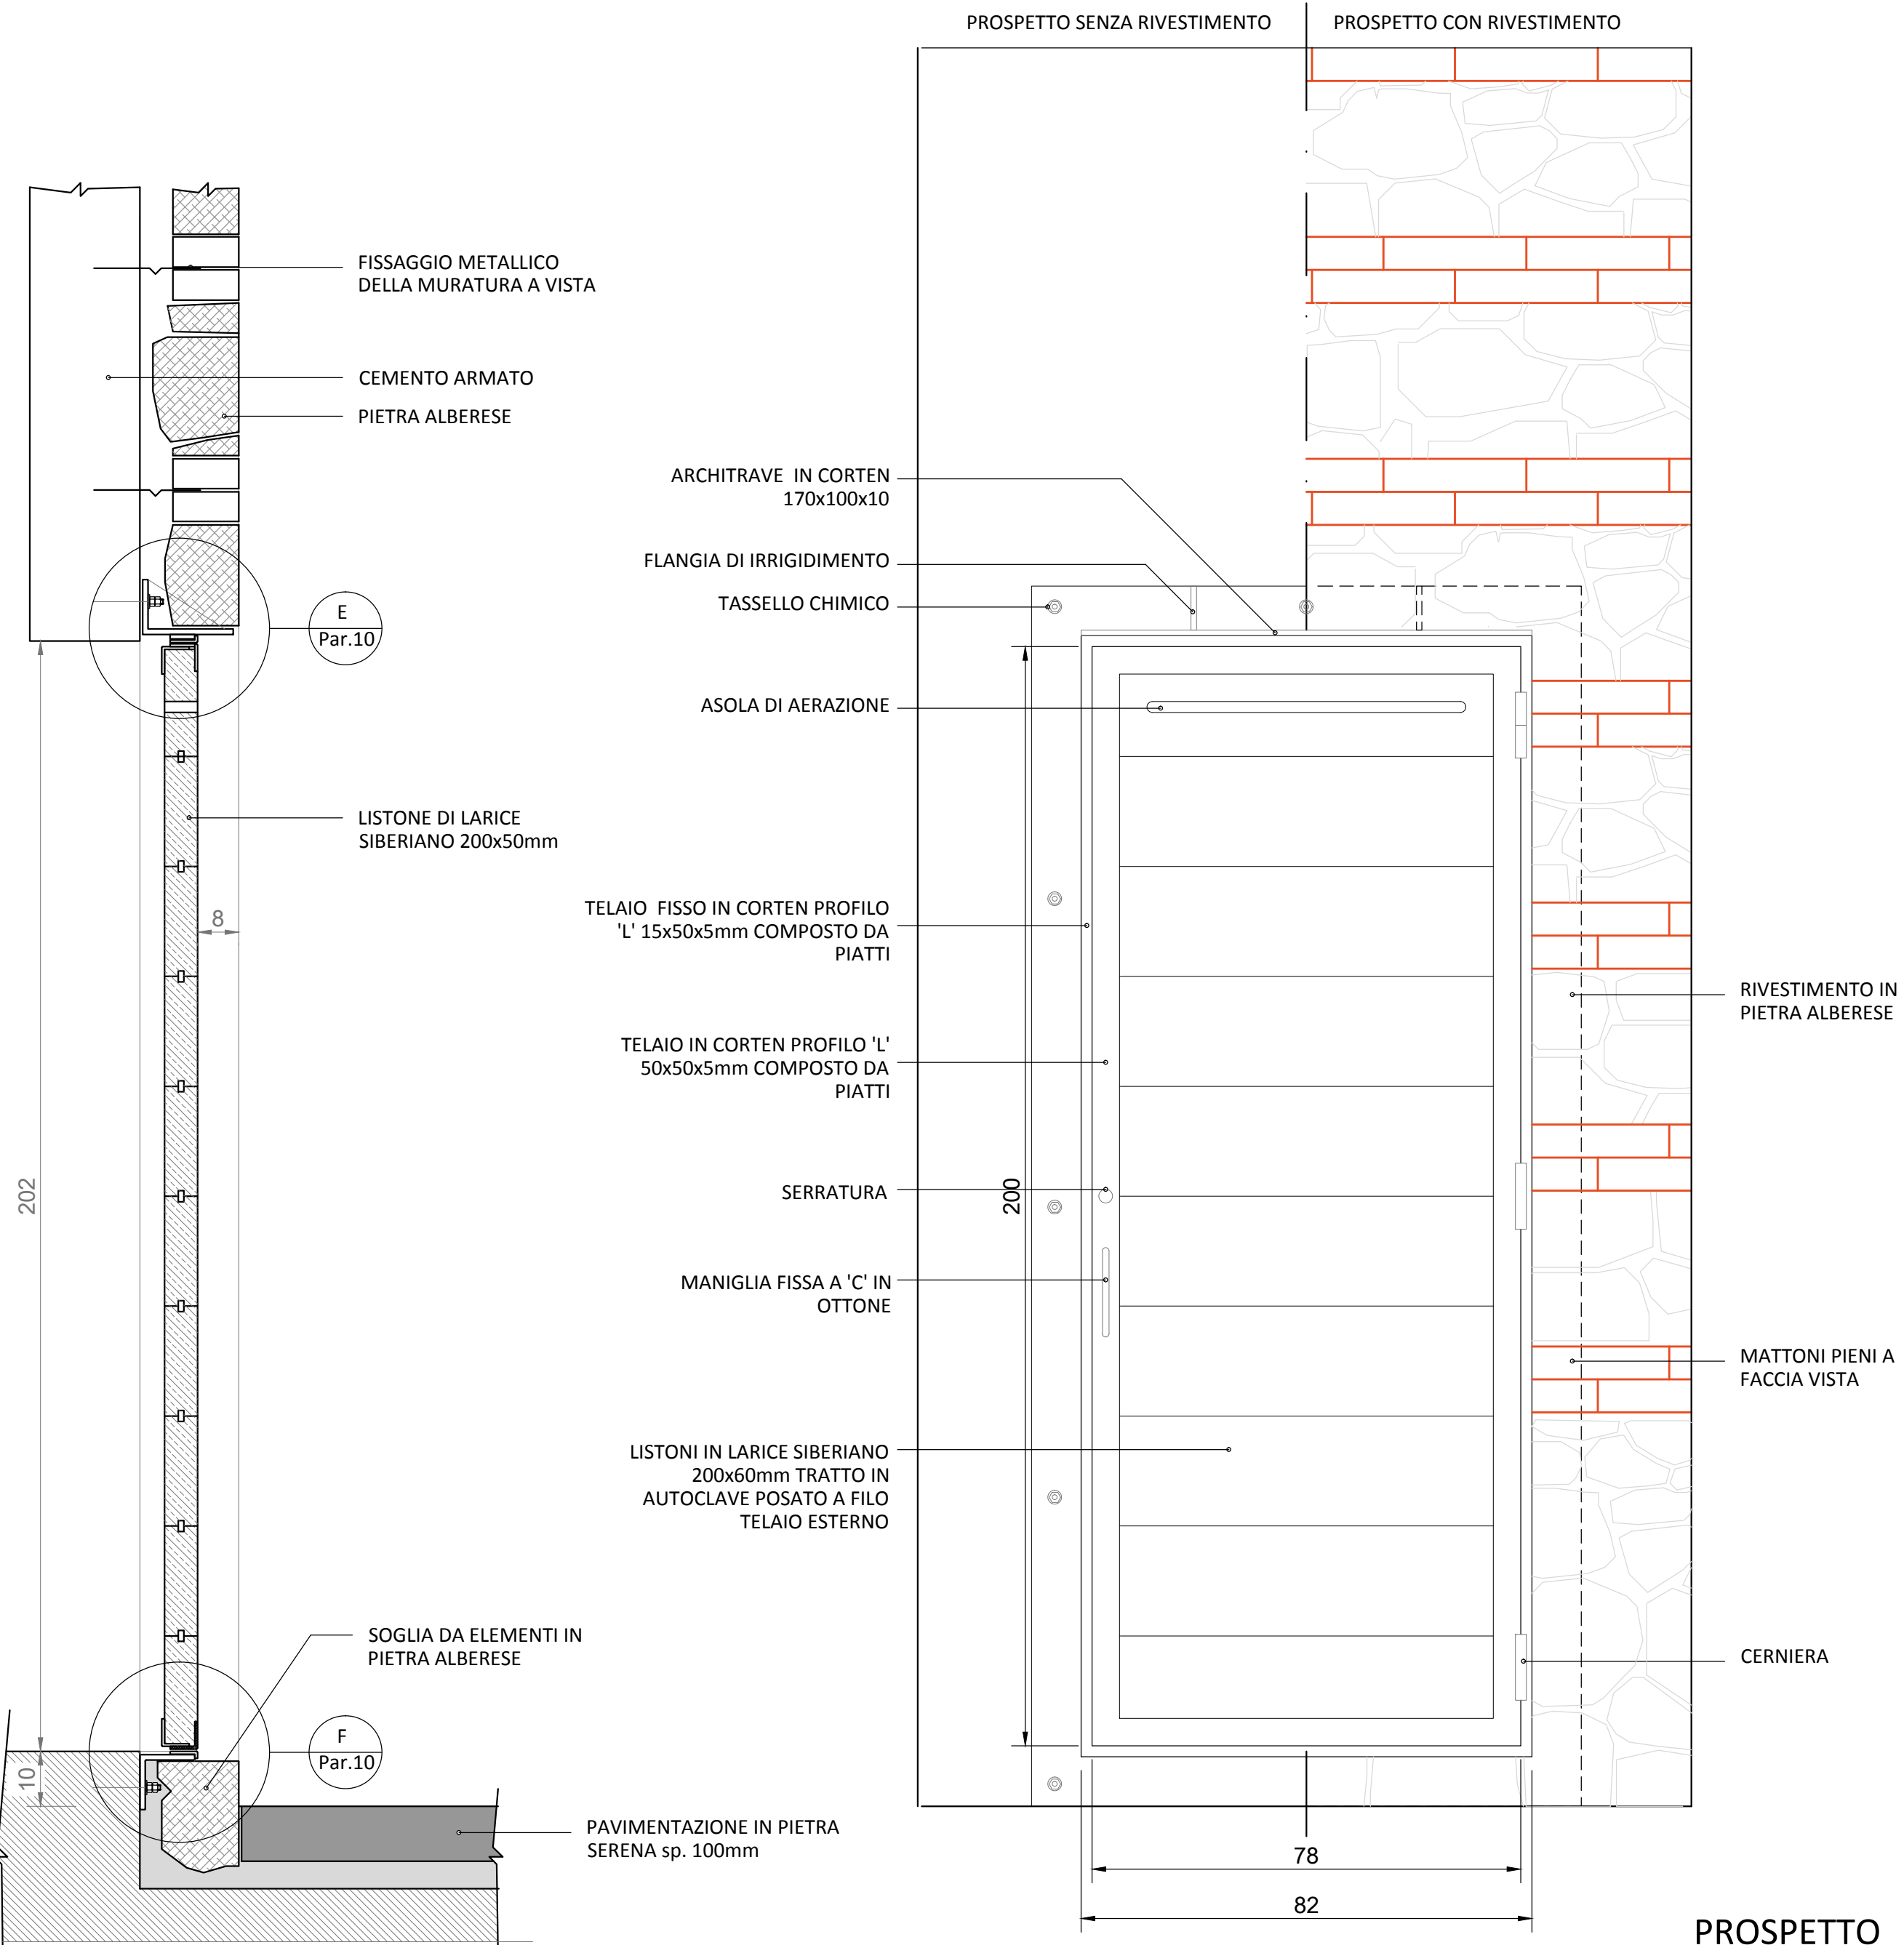 PROSPETTO SENZA RIVESTIMENTO
PROSPETTO CON RIVESTIMENTO
FISSAGGIO METALLICO
DELLA MURATURA A VISTA
CEMENTO ARMATO
PIETRA ALBERESE
E
Par.10
LISTONE DI LARICE
SIBERIANO 200x50mm
8
202
SOGLIA DA ELEMENTI IN
PIETRA ALBERESE
F
Par.10
10
PAVIMENTAZIONE IN PIETRA
SERENA sp. 100mm
ARCHITRAVE IN CORTEN
170x100x10
FLANGIA DI IRRIGIDIMENTO
TASSELLO CHIMICO
ASOLA DI AERAZIONE
TELAIO FISSO IN CORTEN PROFILO
'L' 15x50x5mm COMPOSTO DA
PIATTI
TELAIO IN CORTEN PROFILO 'L'
50x50x5mm COMPOSTO DA
PIATTI
SERRATURA
MANIGLIA FISSA A 'C' IN
OTTONE
LISTONI IN LARICE SIBERIANO
200x60mm TRATTO IN
AUTOCLAVE POSATO A FILO
TELAIO ESTERNO
200
RIVESTIMENTO IN
PIETRA ALBERESE
MATTONI PIENI A
FACCIA VISTA
CERNIERA
78
82
PROSPETTO